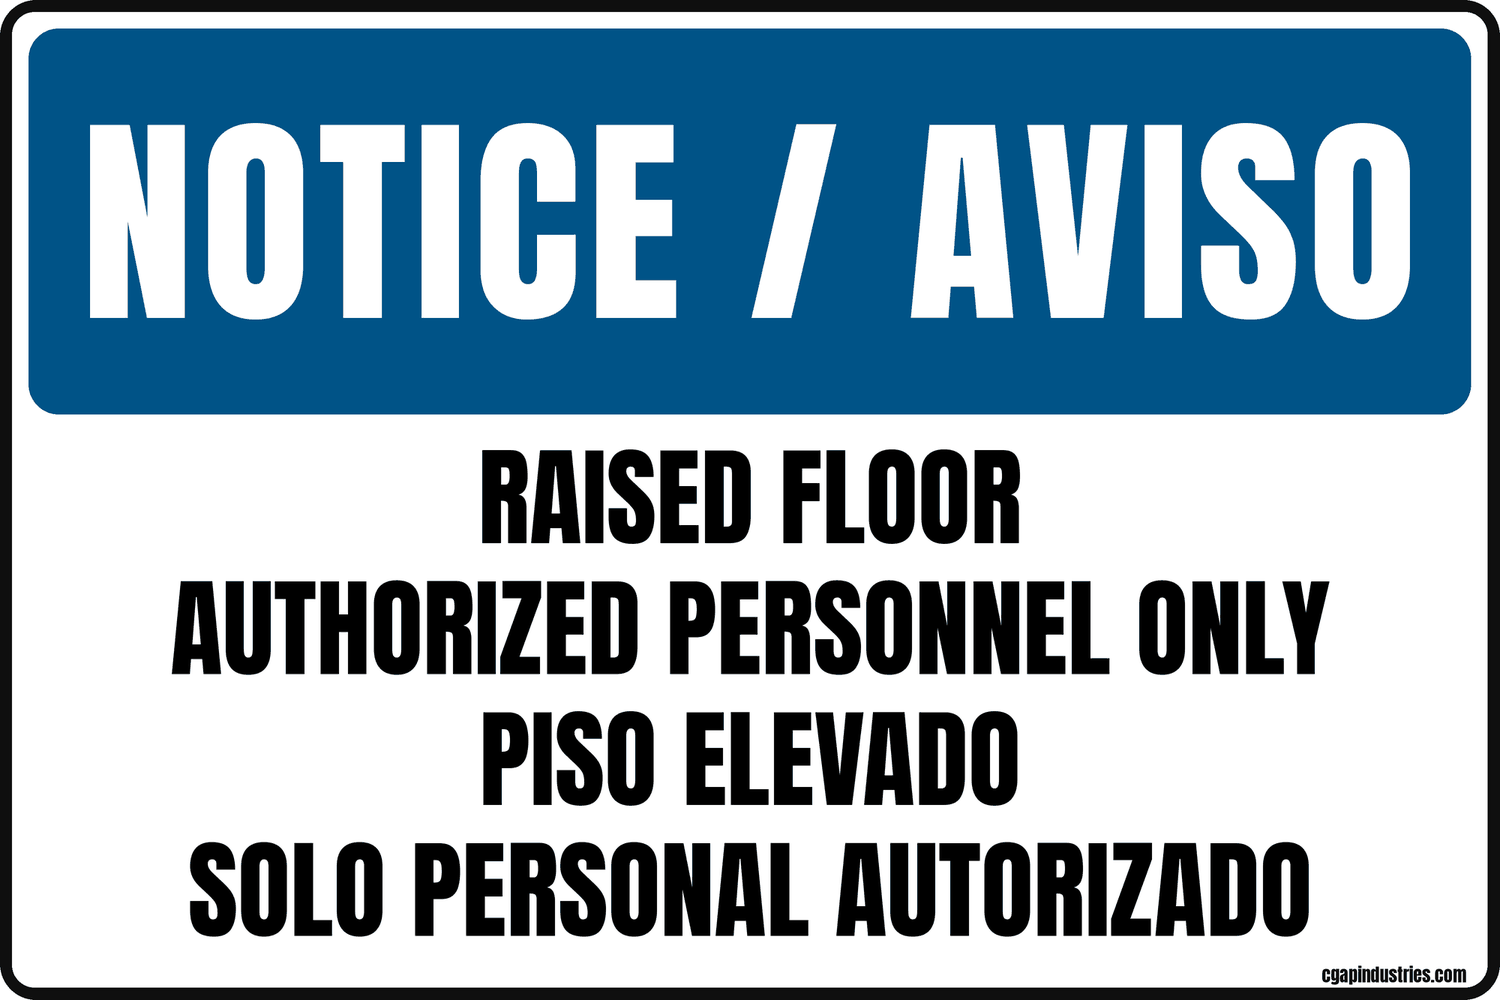 NOTICE / AVISO
RAISED FLOOR
AUTHORIZED PERSONNEL ONLY
PISO ELEVADO
SOLO PERSONAL AUTORIZADO
cgapindustries.com